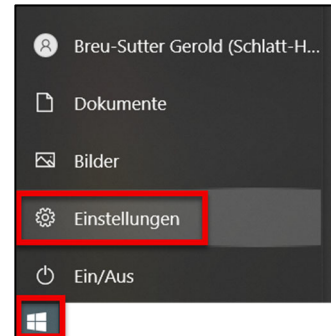 Breu-Sutter Gerold (Schlatt-H...
Dokumente
Bilder
Einstellungen
Ein/Aus